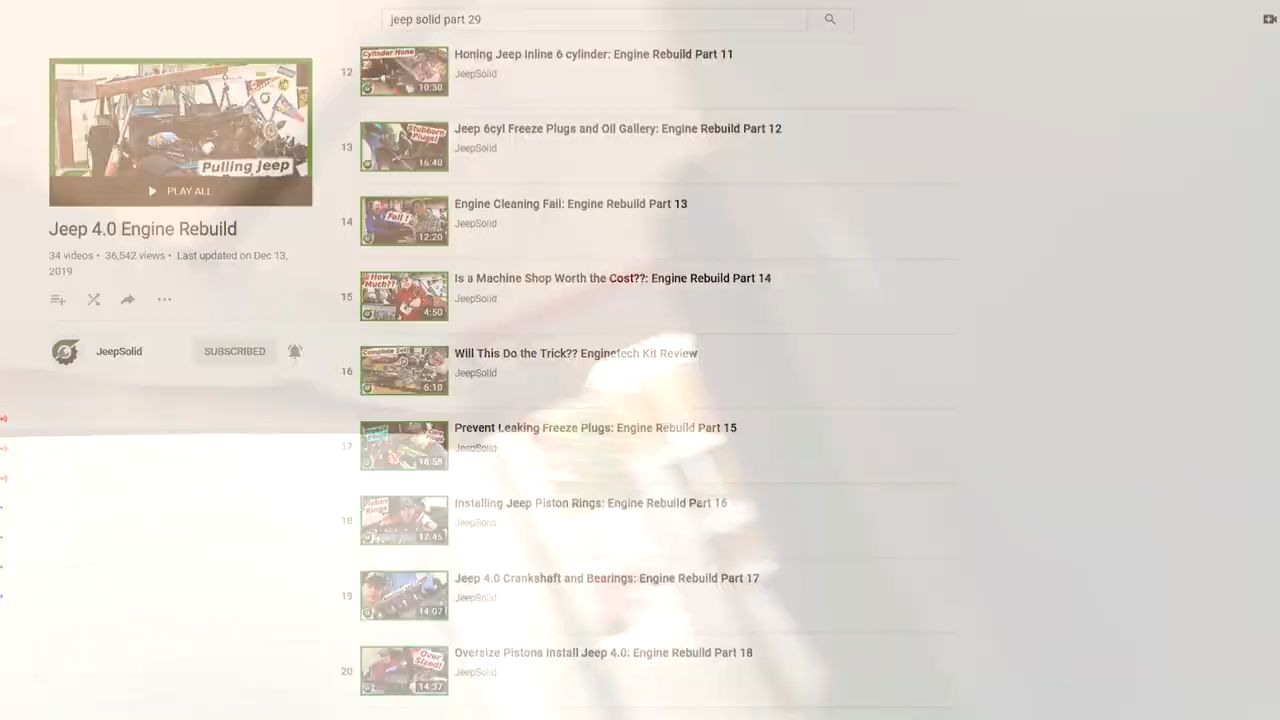 jeep solid part 29
Pulling jeep
PLAY ALL
Jeep 4.0 Engine Rebuild
34 videos • 36,542 views • Last updated on Dec 13,
2019
JeepSolid
SUBSCRIBED
12
Cylinder Hone
10:30
Honing Jeep Inline 6 cylinder: Engine Rebuild Part 11
JeepSolid
13
Stubborn
Plugs!
16:40
Jeep 6cyl Freeze Plugs and Oil Gallery: Engine Rebuild Part 12
JeepSolid
14
Fail !
12:20
Engine Cleaning Fail: Engine Rebuild Part 13
JeepSolid
15
How
Much??
4:50
Is a Machine Shop Worth the Cost??: Engine Rebuild Part 14
JeepSolid
16
Complete Set!
6:10
Will This Do the Trick?? Enginetech Kit Review
JeepSolid
17
18:58
Prevent Leaking Freeze Plugs: Engine Rebuild Part 15
JeepSolid
18
Piston
Rings
12:45
Installing Jeep Piston Rings: Engine Rebuild Part 16
JeepSolid
19
14:07
Jeep 4.0 Crankshaft and Bearings: Engine Rebuild Part 17
JeepSolid
20
Over
Sized!
14:37
Oversize Pistons Install Jeep 4.0: Engine Rebuild Part 18
JeepSolid